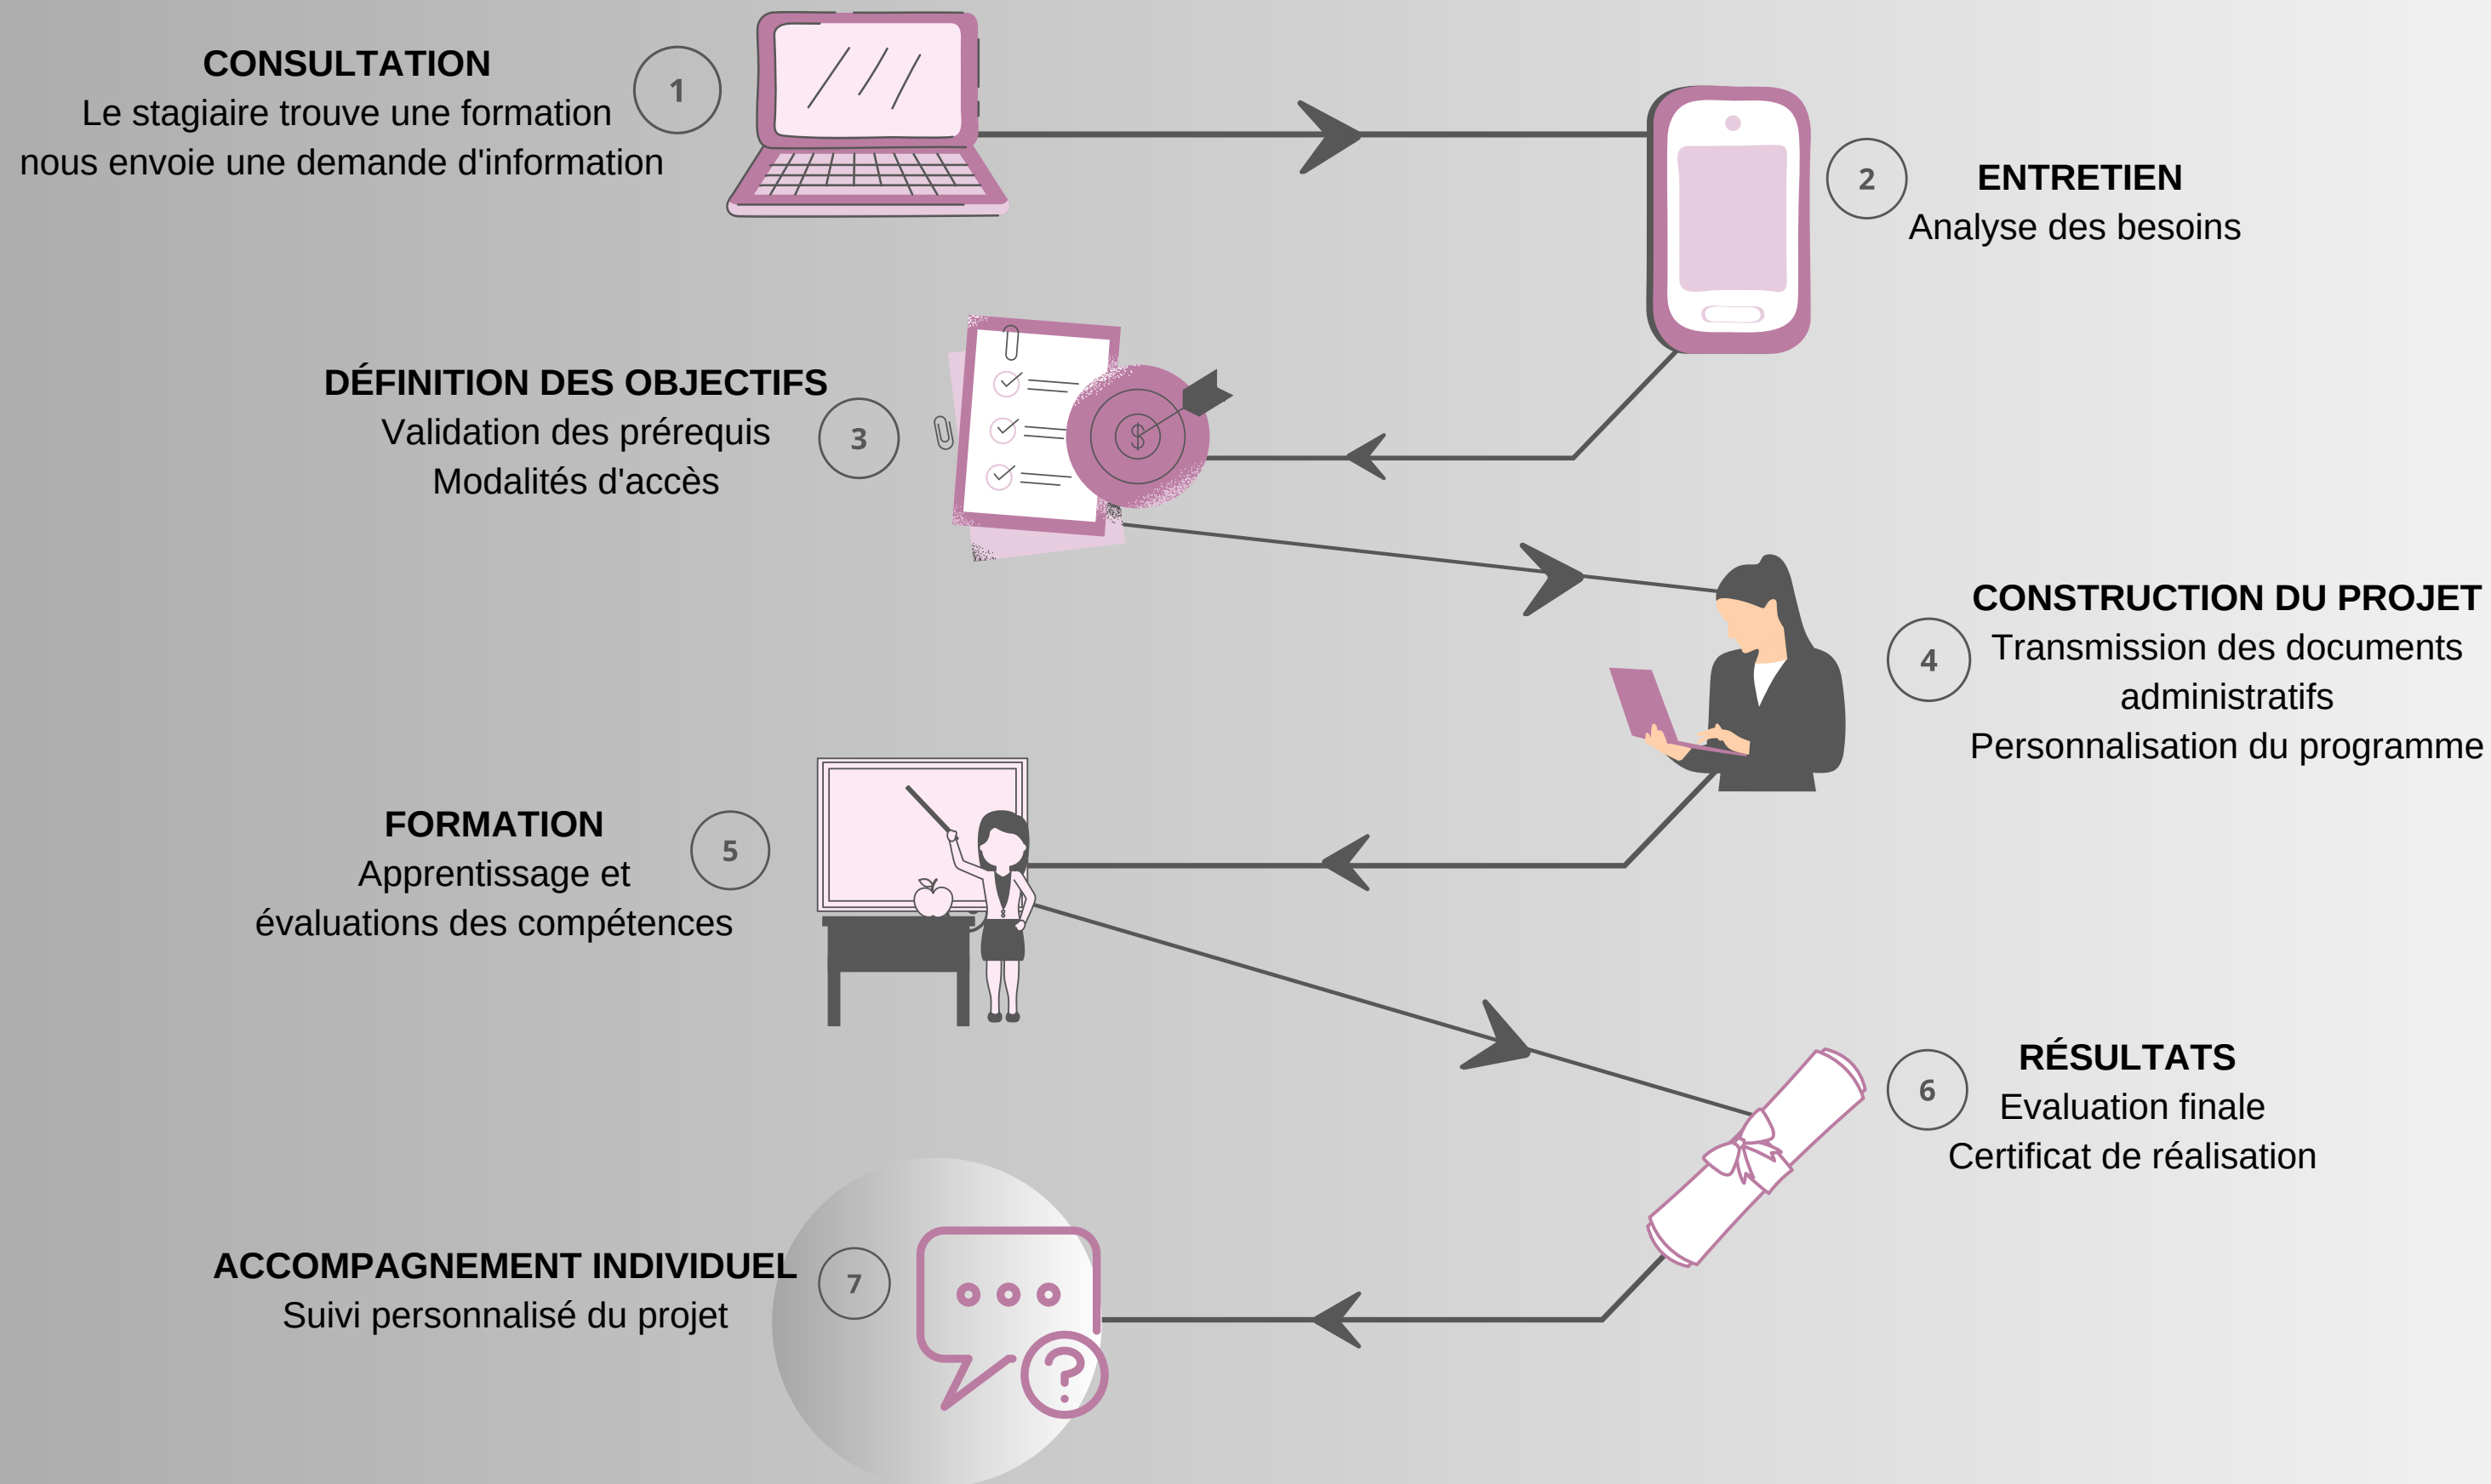 CONSULTATION
Le stagiaire trouve une formation
nous envoie une demande d'information
1
2
ENTRETIEN
Analyse des besoins
DÉFINITION DES OBJECTIFS
Validation des prérequis
Modalités d'accès
3
$
4
CONSTRUCTION DU PROJET
Transmission des documents
administratifs
Personnalisation du programme
FORMATION
Apprentissage et
évaluations des compétences
5
6
RÉSULTATS
Evaluation finale
Certificat de réalisation
ACCOMPAGNEMENT INDIVIDUEL
Suivi personnalisé du projet
7
?